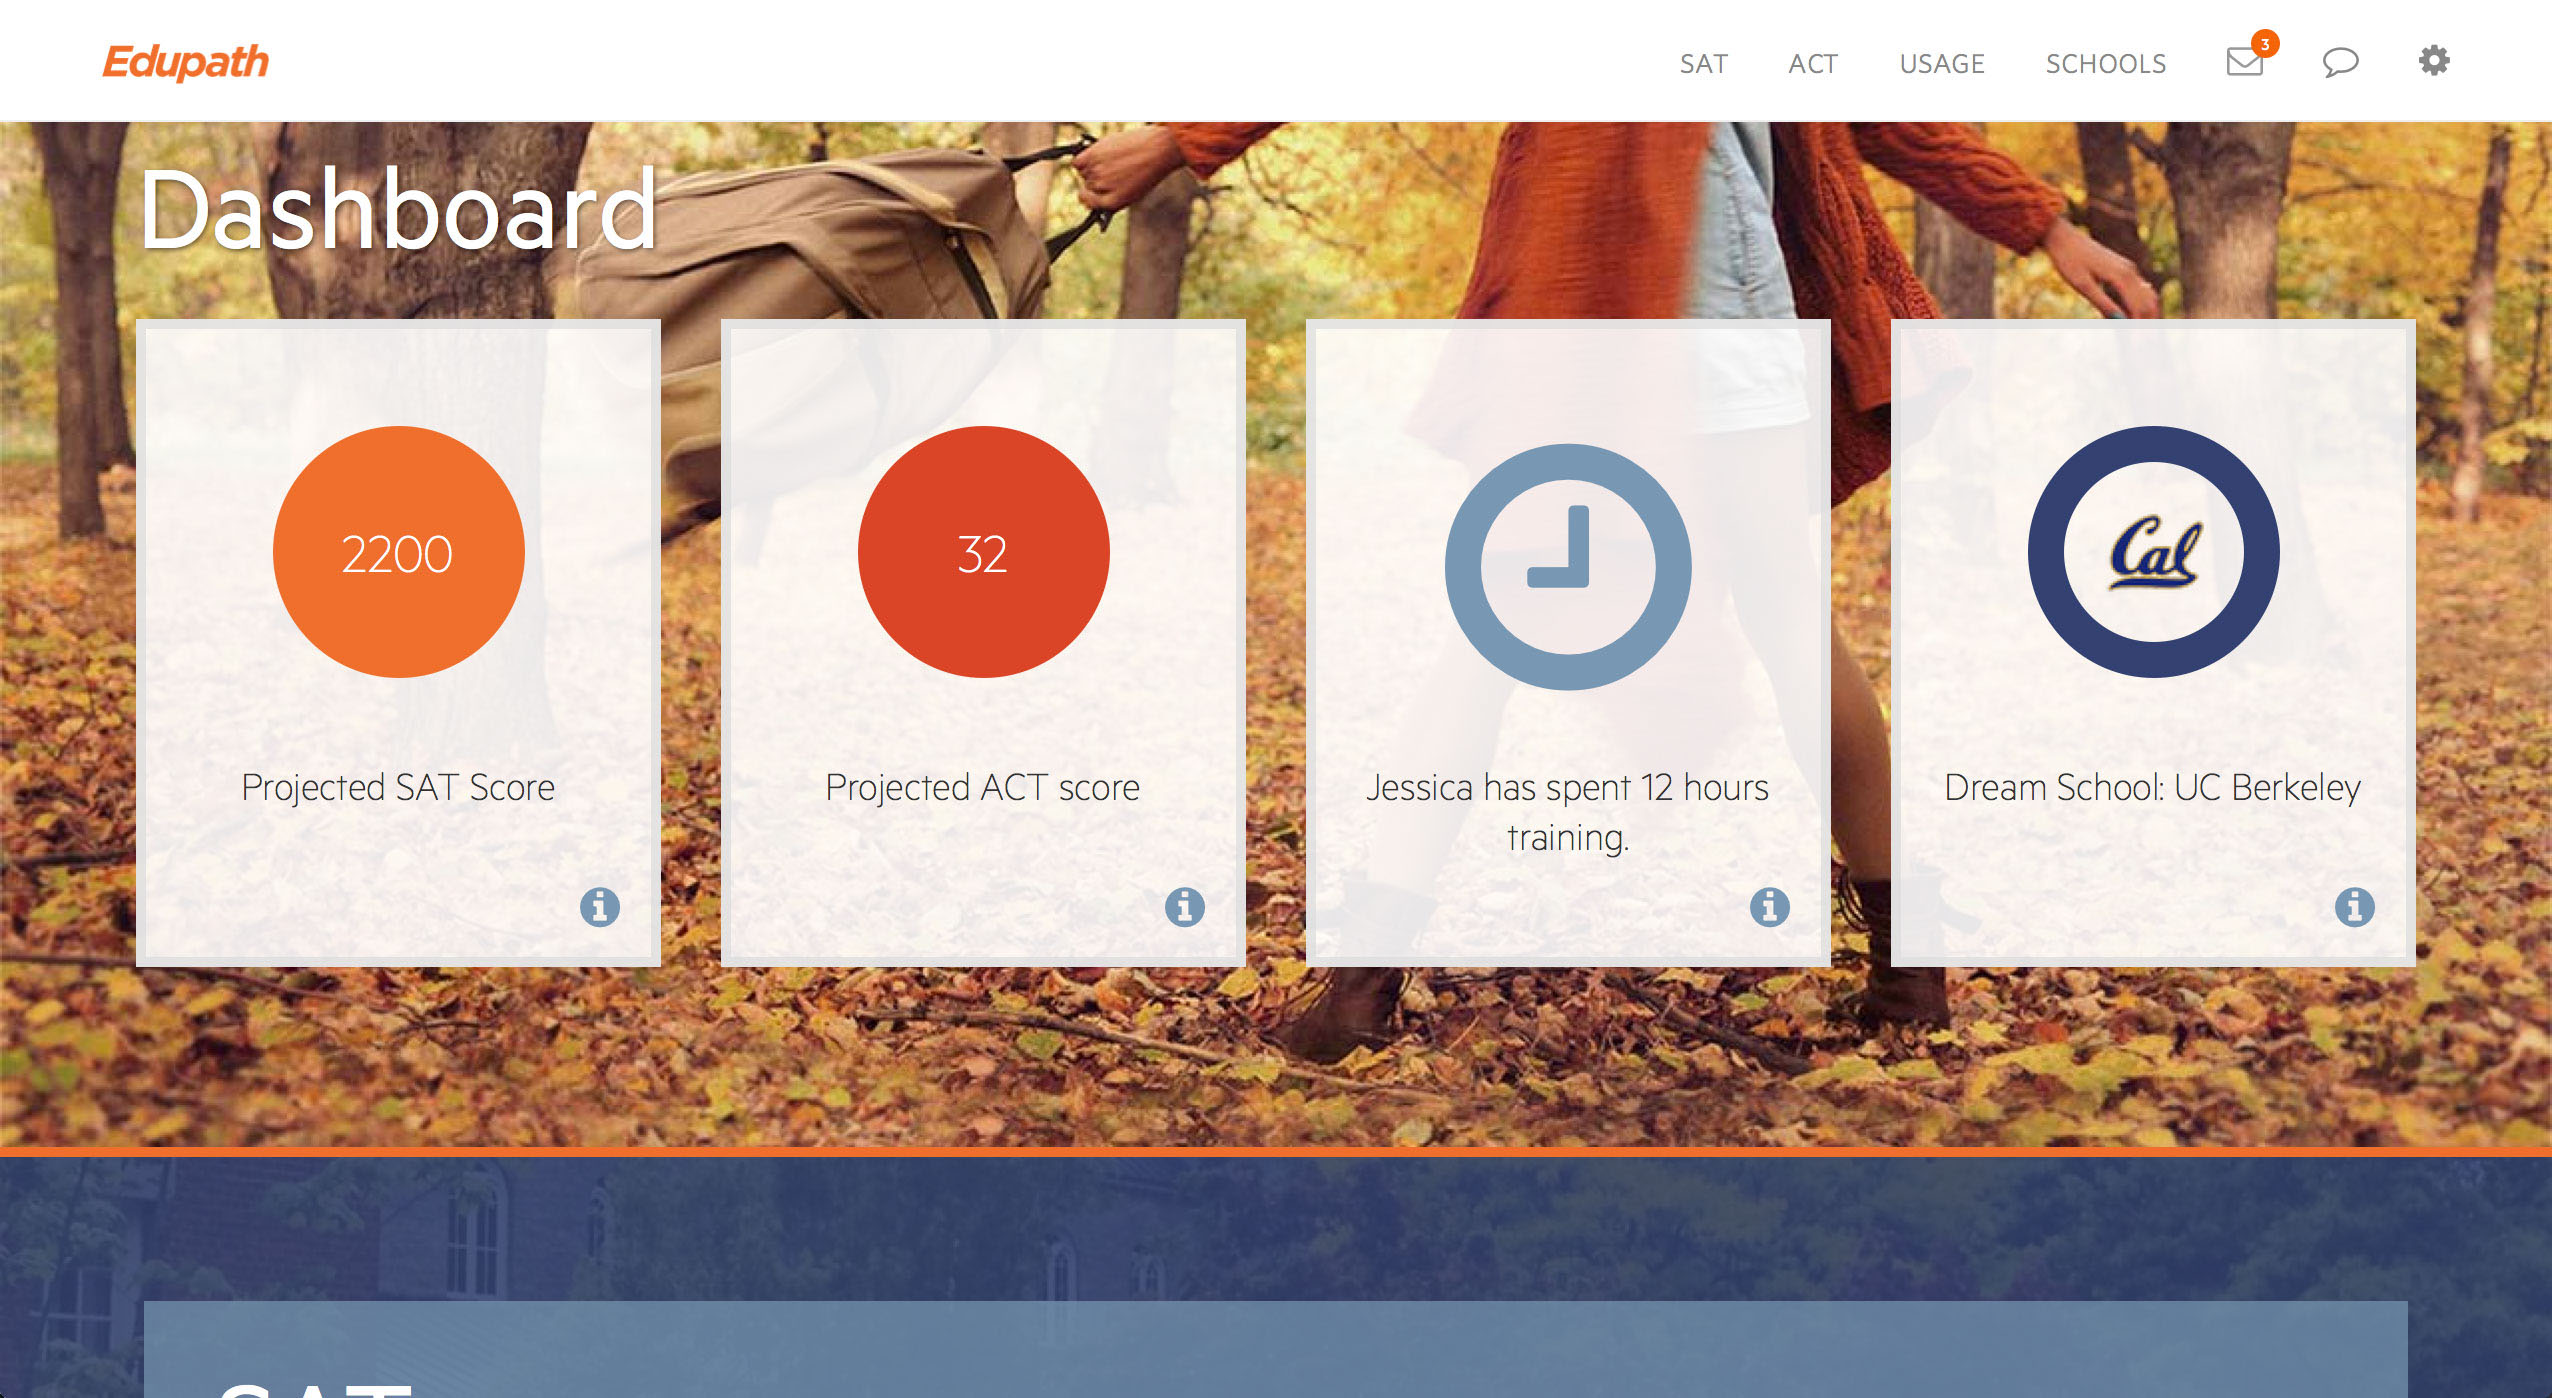 Edupath
SAT ACT USAGE SCHOOLS 3
Dashboard
2200
32
Cal
Projected SAT Score
Projected ACT score
Jessica has spent 12 hours
training.
Dream School: UC Berkeley
SAT